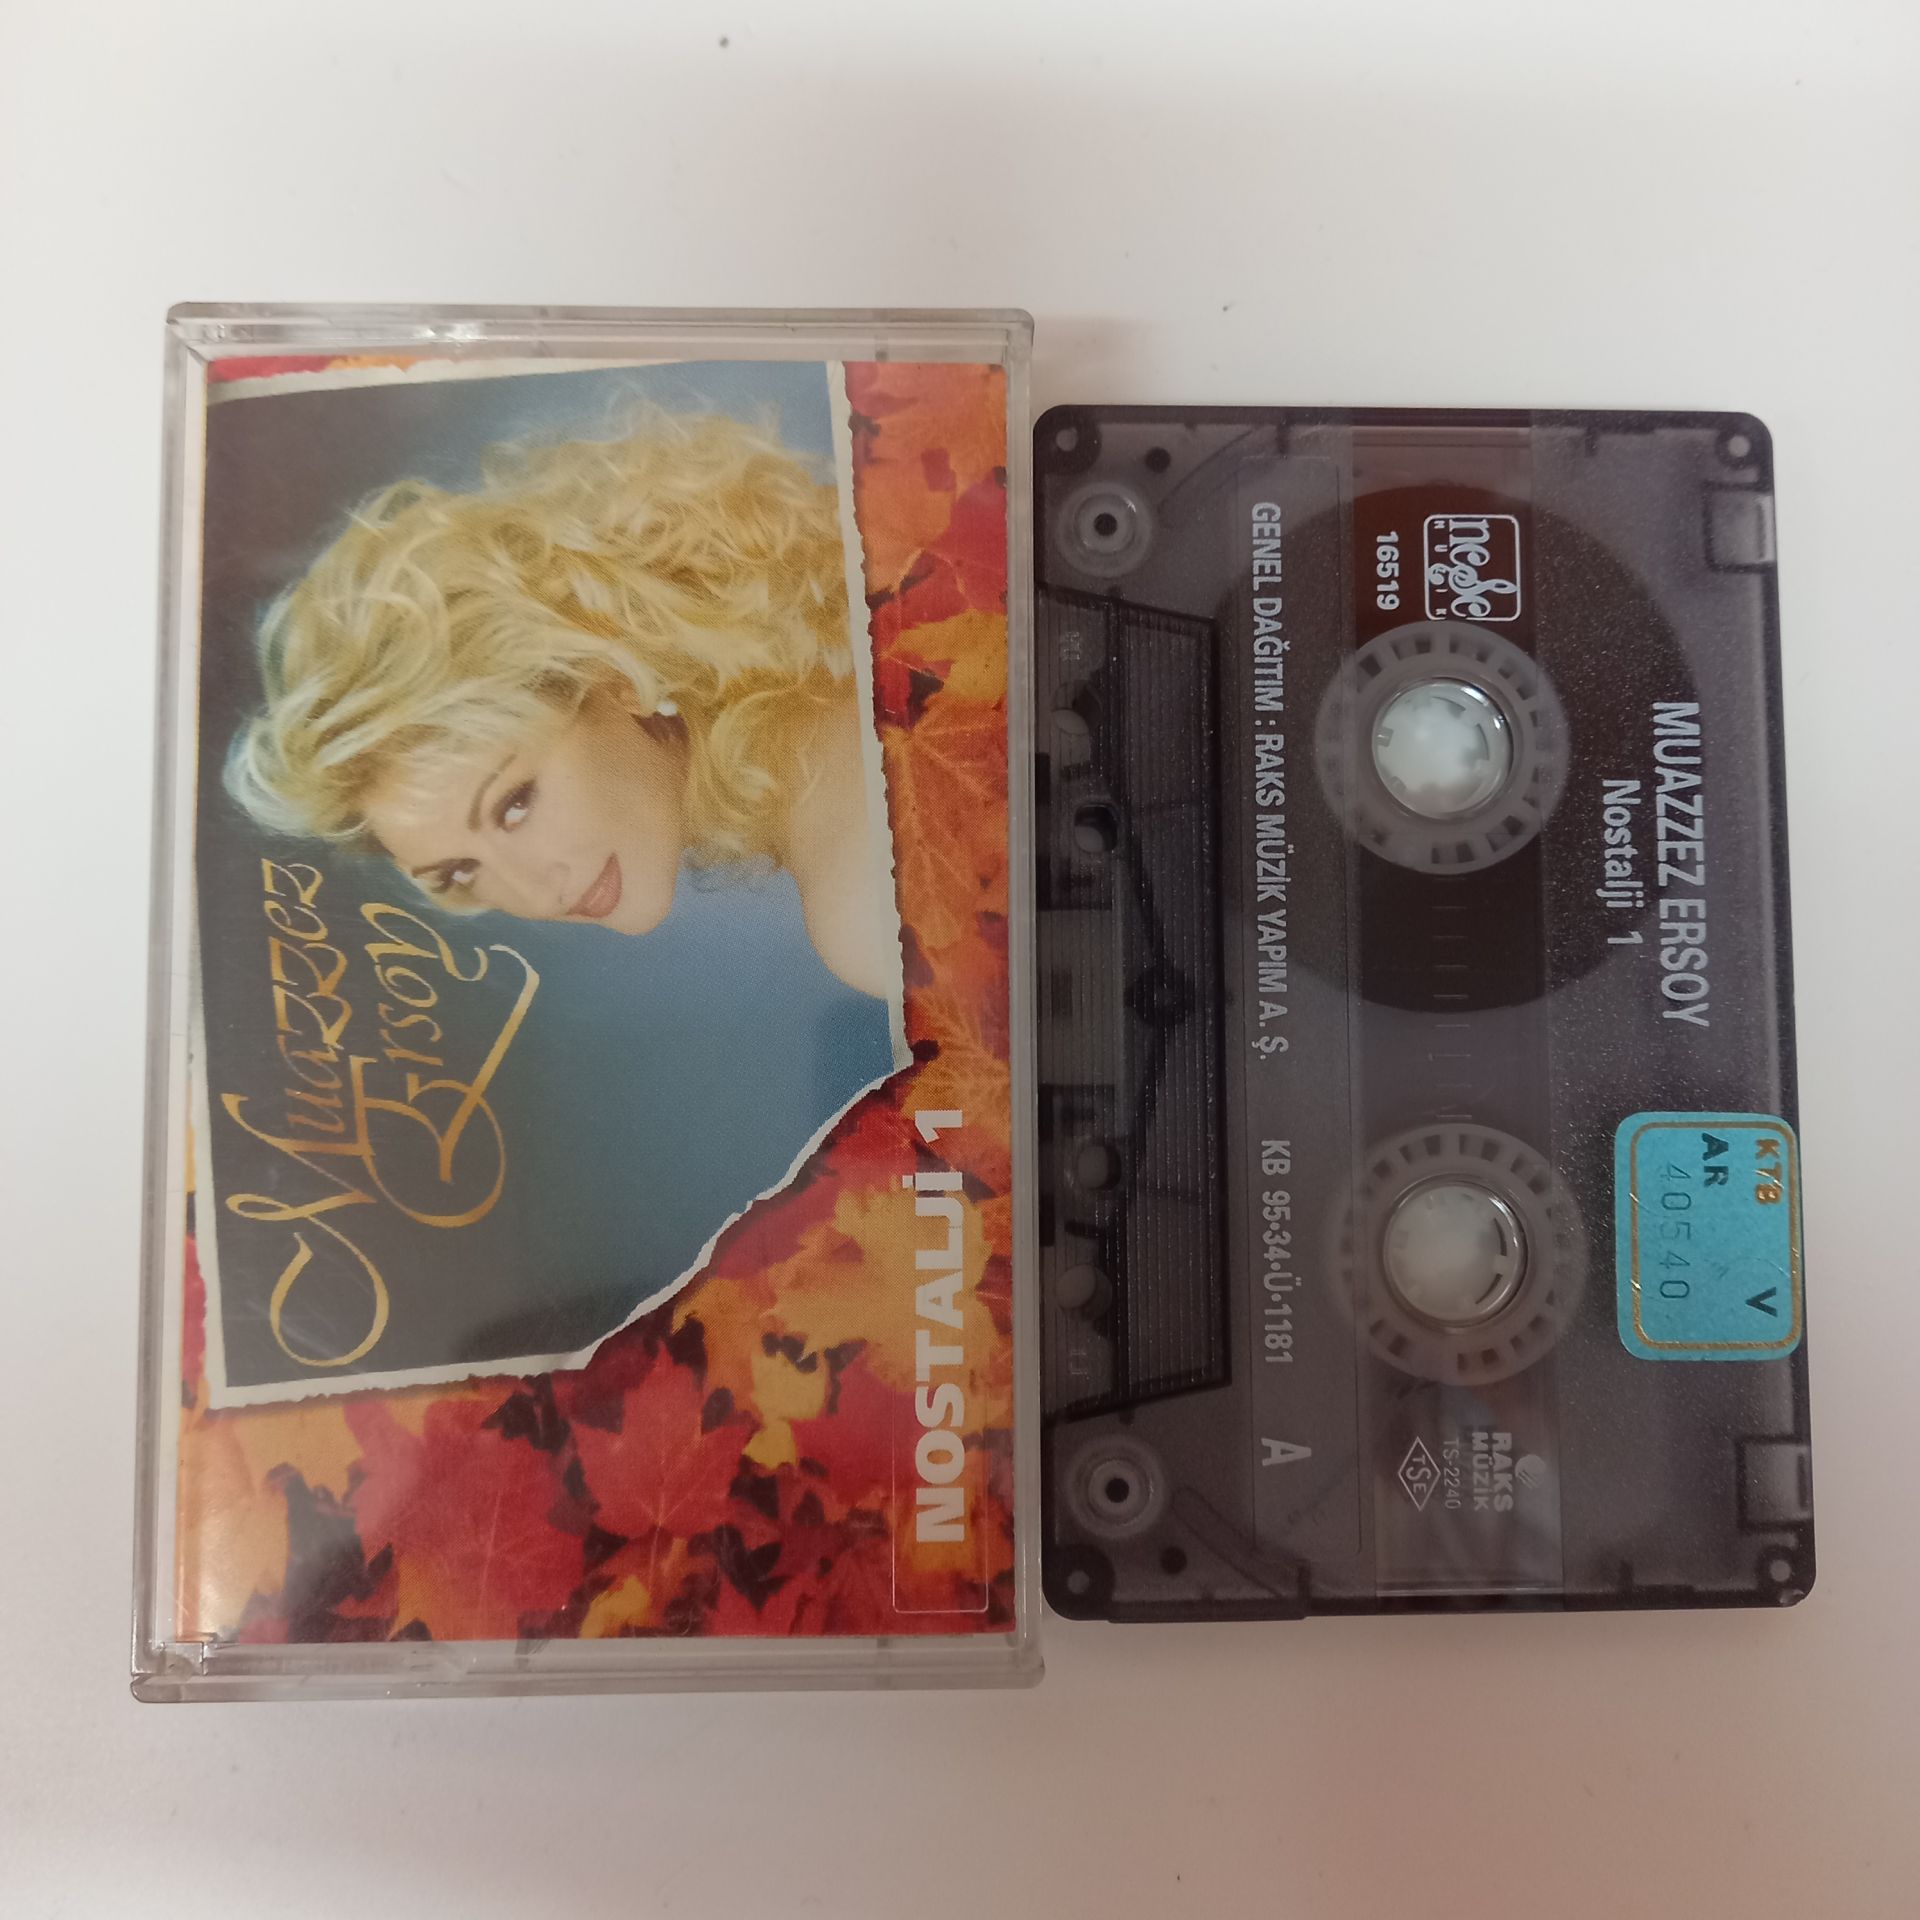 Muazzez
Ersoy
NOSTALJİ 1
MUAZZEZ ERSOY
Nostalji 1
neşe
MÜZİK
16519
GENEL DAĞITIM : RAKS MÜZİK YAPIM A. Ş.
KB 95•34•Ü•1181
A
RAKS
MÜZİK
TS-2240
TSE
KTB
V
AR
40540